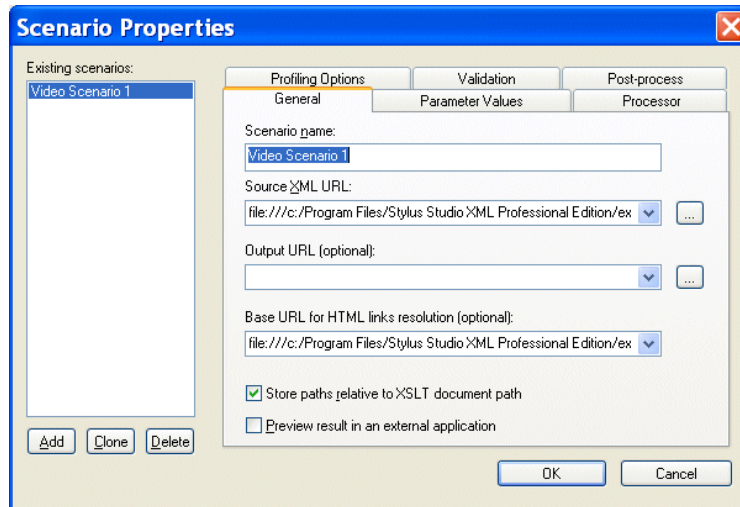 Scenario Properties
Existing scenarios:
Video Scenario 1
Add
Clone
Delete
Profiling Options
Validation
Post-process
General
Parameter Values
Processor
Scenario name:
Video Scenario 1
Source XML URL:
file:///c:/Program Files/Stylus Studio XML Professional Edition/ex
...
Output URL (optional):
...
Base URL for HTML links resolution (optional):
file:///c:/Program Files/Stylus Studio XML Professional Edition/ex
Store paths relative to XSLT document path
Preview result in an external application
OK
Cancel